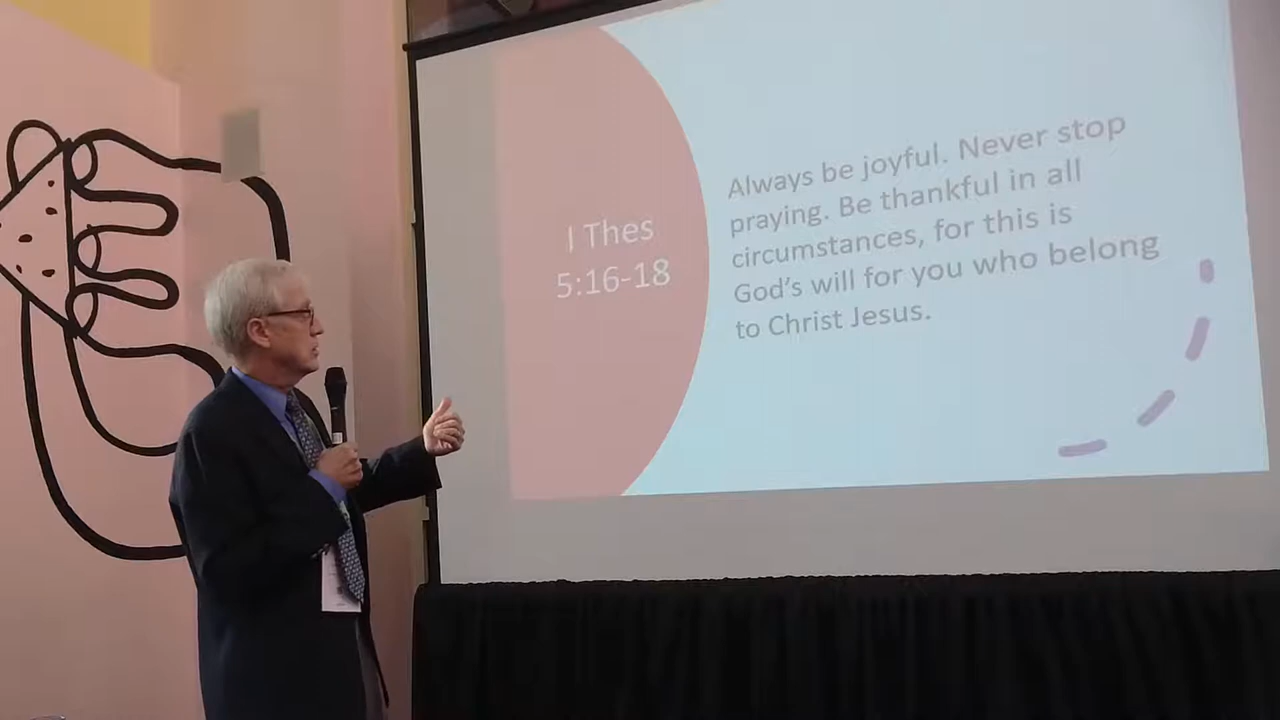 I Thes
5:16-18
Always be joyful. Never stop
praying. Be thankful in all
circumstances, for this is
God's will for you who belong
to Christ Jesus.